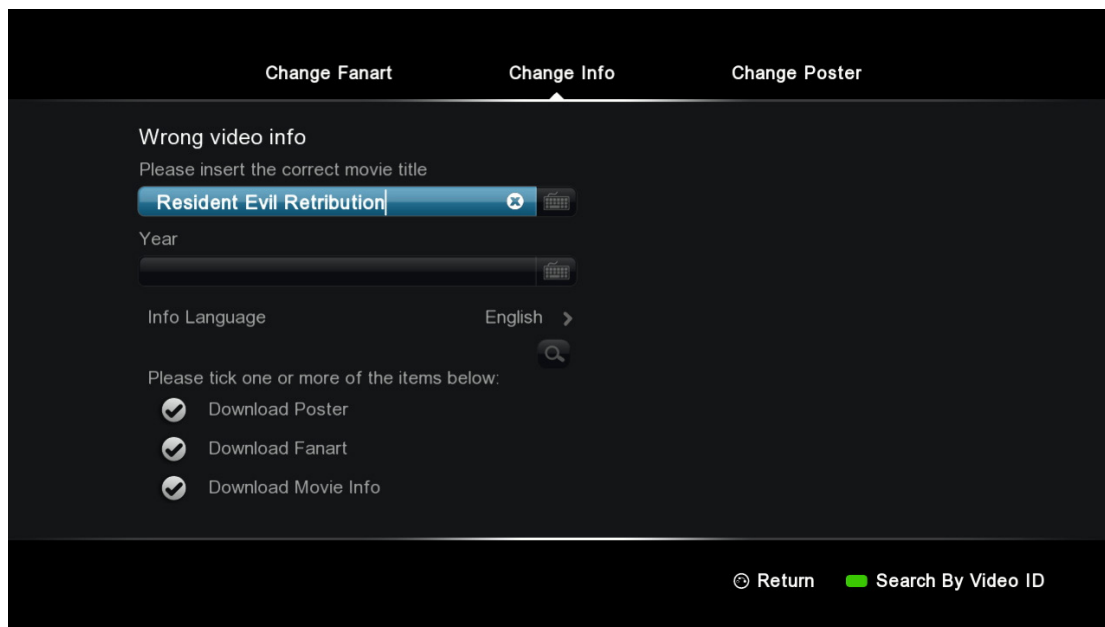 Change Fanart Change Info Change Poster
Wrong video info
Please insert the correct movie title
Resident Evil Retribution
Year
Info Language English
Please tick one or more of the items below:
Download Poster
Download Fanart
Download Movie Info
Return Search By Video ID